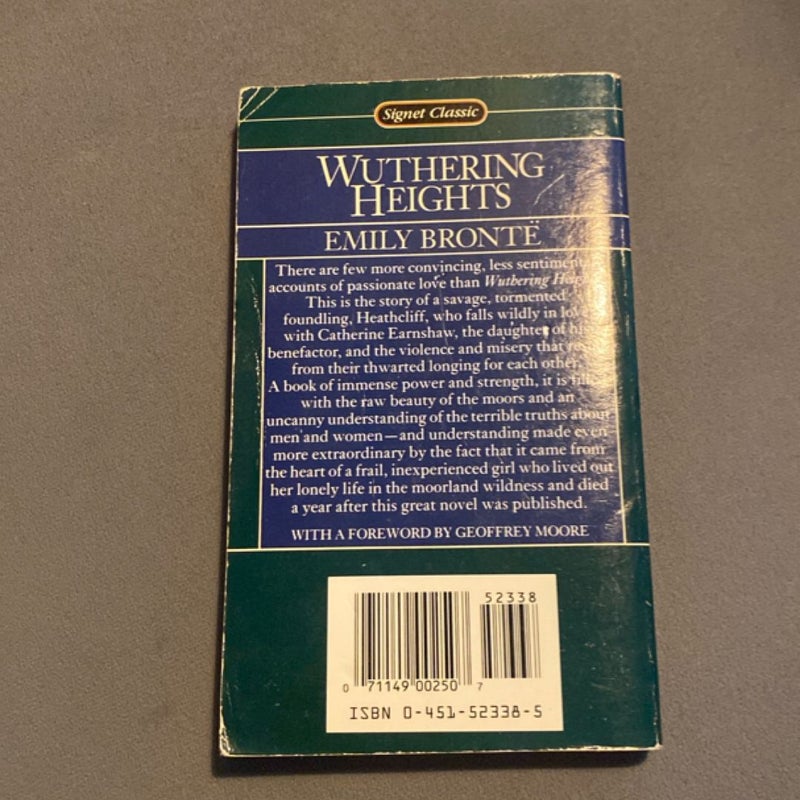 Signet Classic
WUTHERING
HEIGHTS
EMILY BRONTË
There are few more convincing, less
accounts of passionate love than Wuthering
This is the story of a savage, tormented
foundling, Heathcliff, who falls wildly in
with Catherine Earnshaw, the daughter of
benefactor, and the violence and misery that
from their thwarted longing for each other.
A book of immense power and strength, it is
with the raw beauty of the moors and an
uncanny understanding of the terrible truths about
men and women—and understanding made even
more extraordinary by the fact that it came from
the heart of a frail, inexperienced girl who lived out
her lonely life in the moorland wildness and died
a year after this great novel was published.
WITH A FOREWORD BY GEOFFREY MOORE
52338
0 71149 00250 7
ISBN 0-451-52338-5